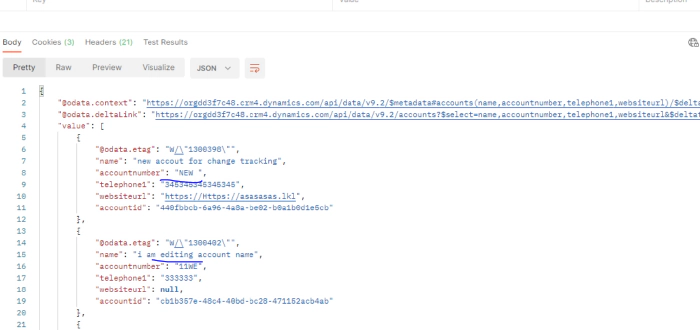 Key Value Description
Body Cookies (3) Headers (21) Test Results
Pretty Raw Preview Visualize JSON
1 {
2 "@odata.context": "https://orgdd3f7c48.crm4.dynamics.com/api/data/v9.2/$metadata#accounts(name,accountnumber,telephone1,websiteurl)/$delta
3 "@odata.deltaLink": "https://orgdd3f7c48.crm4.dynamics.com/api/data/v9.2/accounts?$select=name,accountnumber,telephone1,websiteurl&$deltat
4 "value": [
5 {
6 "@odata.etag": "W/\"1300398\"",
7 "name": "new accout for change tracking",
8 "accountnumber": "NEW ",
9 "telephone1": "345345345345345",
10 "websiteurl": "https://Https://asasasas.lkl",
11 "accountid": "440fbbcb-6a96-4a8a-be02-b0a1b0d1e5cb"
12 },
13 {
14 "@odata.etag": "W/\"1300402\"",
15 "name": "i am editing account name",
16 "accountnumber": "11WE",
17 "telephone1": "333333",
18 "websiteurl": null,
19 "accountid": "cb1b357e-48c4-40bd-bc28-471152acb4ab"
20 },
21 {